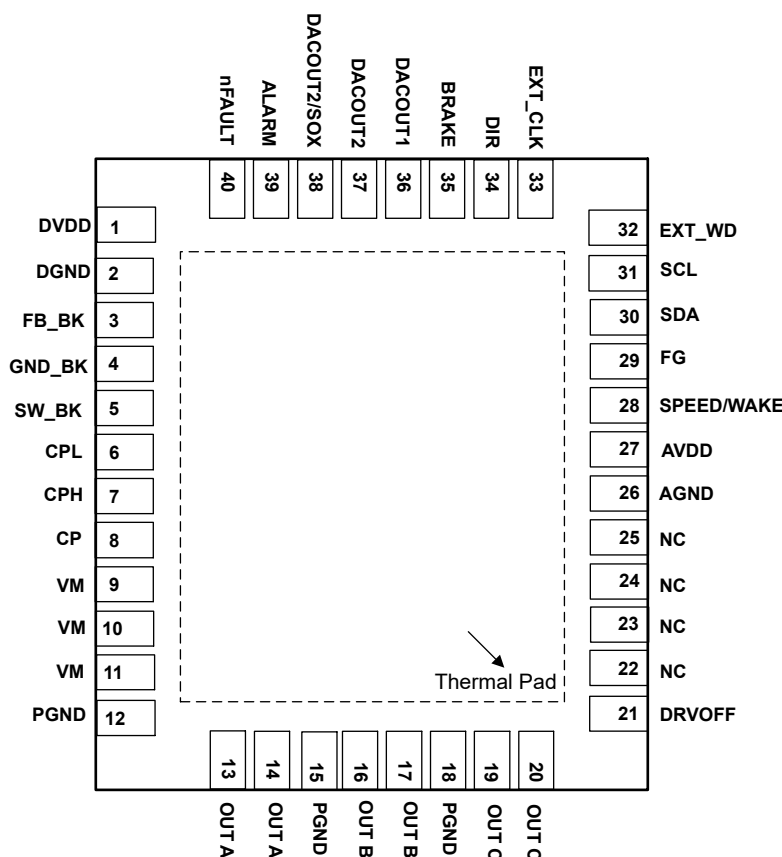 nFAULT
ALARM
DACOUT2/SOX
DACOUT2
DACOUT1
BRAKE
DIR
EXT_CLK
40
39
38
37
36
35
34
33
DVDD 1
DGND 2
FB_BK 3
GND_BK 4
SW_BK 5
CPL 6
CPH 7
CP 8
VM 9
VM 10
VM 11
PGND 12
32 EXT_WD
31 SCL
30 SDA
29 FG
28 SPEED/WAKE
27 AVDD
26 AGND
25 NC
24 NC
23 NC
22 NC
21 DRVOFF
Thermal Pad
13
14
15
16
17
18
19
20
OUT A
OUT A
PGND
OUT B
OUT B
PGND
OUT C
OUT C